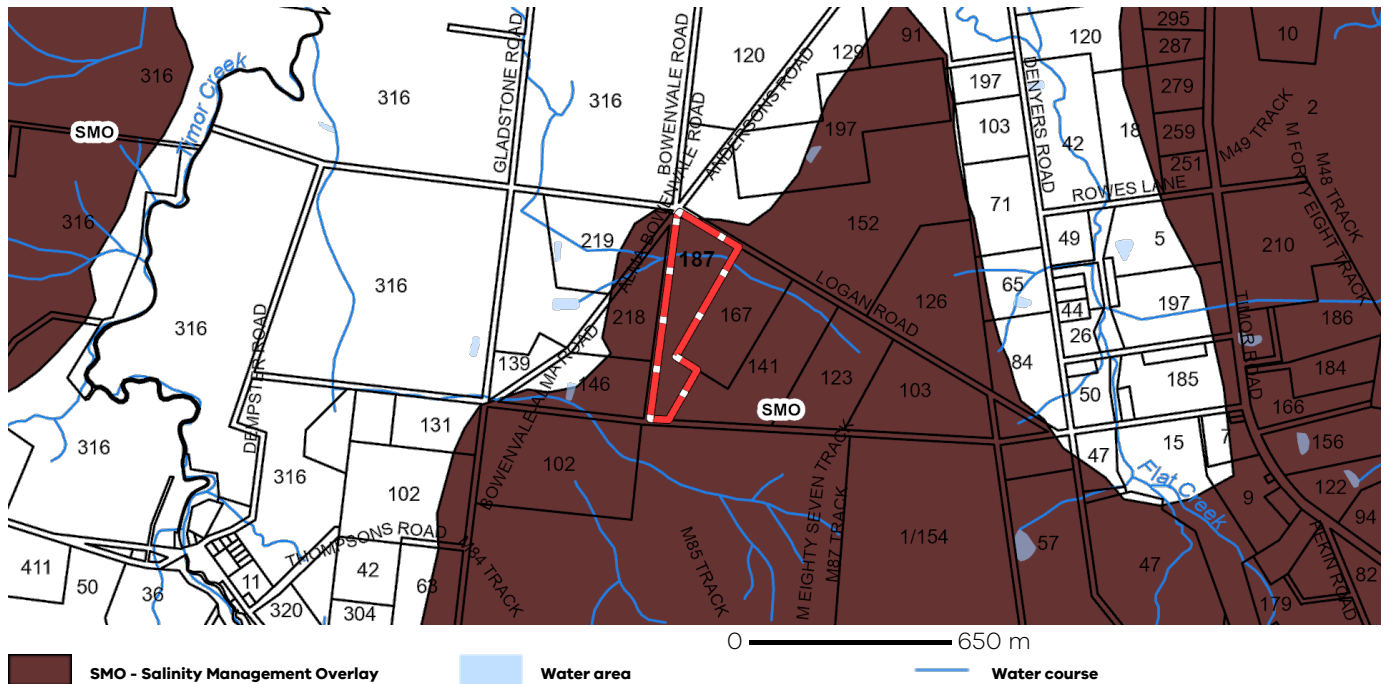 295
91
10
120
287
120
129
316
197
279
316
316
2
SMO
197
103
42
18
259
251
Timor Creek
GLADSTONE ROAD
BOWENVALE ROAD
ALMA BOWENVALE ROAD
ANDERSONS ROAD
DENYERS ROAD
M49 TRACK
M FORTY EIGHT TRACK
M48 TRACK
ROWES LANE
316
71
152
219
49
5
210
187
316
65
LOGAN ROAD
126
197
44
TIMOR ROAD
186
316
218
167
26
DEMPSTER ROAD
139
84
146
141
123
103
50
185
184
BOWENVALE-ALMA ROAD
SMO
166
316
131
47
15
7
156
316
102
102
Flat Creek
122
9
94
BOWENVALE-ALMAYROAD
M EIGHTY SEVEN TRACK
M87 TRACK
M85 TRACK
M84 TRACK
THOMPSONS ROAD
1/154
57
47
411
50
36
11
42
63
82
320
304
179
AEKIN ROAD
0 650 m
SMO - Salinity Management Overlay
Water area
Water course